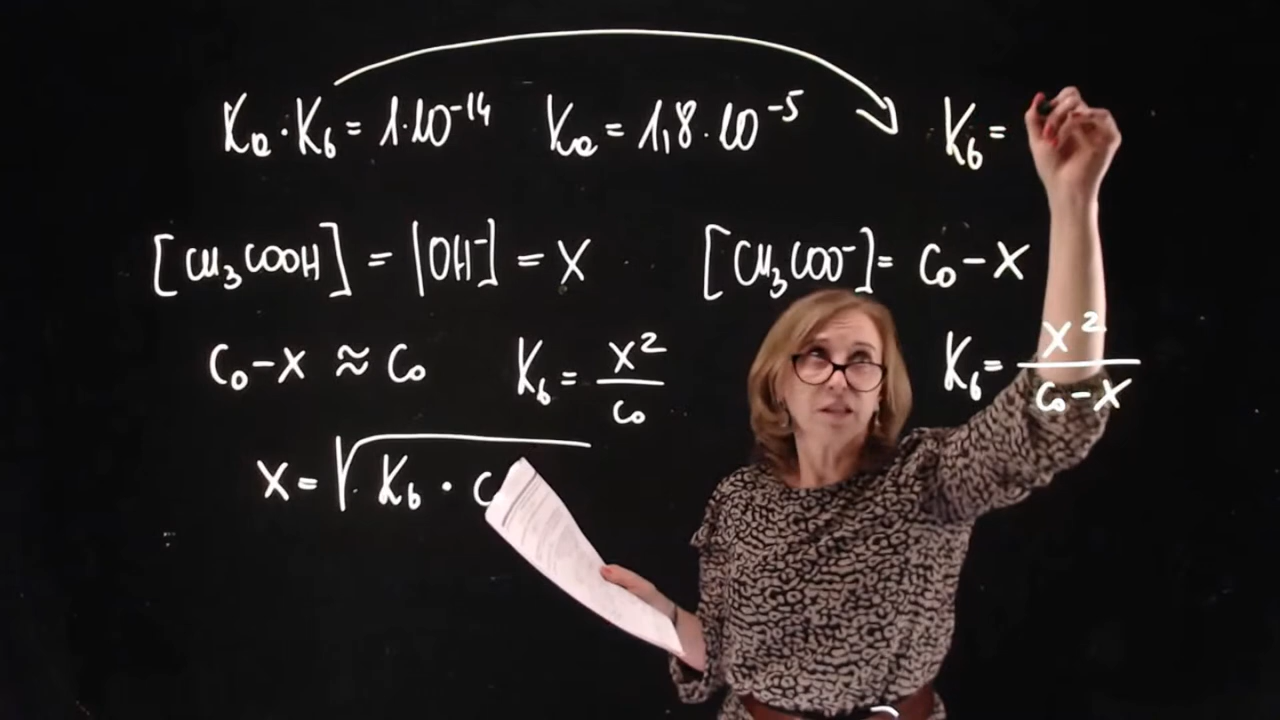 Ka · Kb = 1·10⁻¹⁴ Ka = 1,8·10⁻⁵ Kb =
[CH₃COOH] = [OH⁻] = X [CH₃COO⁻] = C₀ − X
C₀ − X ≈ C₀ Kb = X²/C₀ Kb = X²/(C₀ − X)
X = √(Kb · C